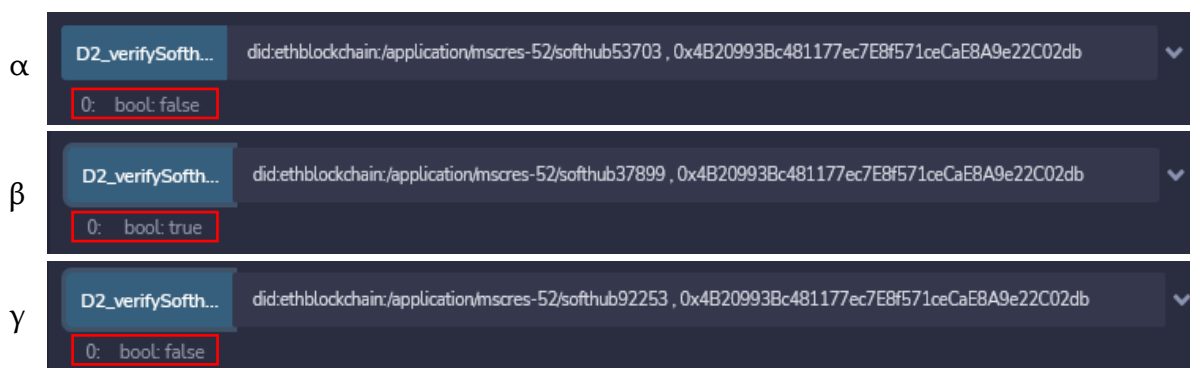 α
D2_verifySofth... did:ethblockchain:/application/mscres-52/softhub53703 , 0x4B20993Bc481177ec7E8f571ceCaE8A9e22C02db
0: bool: false
β
D2_verifySofth... did:ethblockchain:/application/mscres-52/softhub37899 , 0x4B20993Bc481177ec7E8f571ceCaE8A9e22C02db
0: bool: true
γ
D2_verifySofth... did:ethblockchain:/application/mscres-52/softhub92253 , 0x4B20993Bc481177ec7E8f571ceCaE8A9e22C02db
0: bool: false